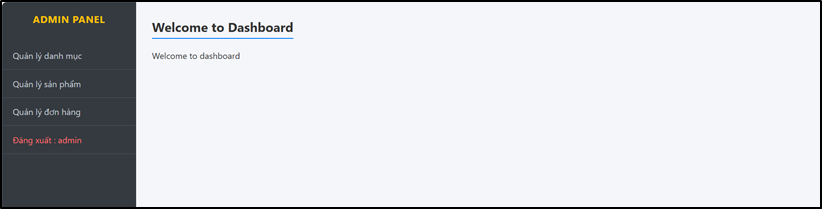 ADMIN PANEL
Quản lý danh mục
Quản lý sản phẩm
Quản lý đơn hàng
Đăng xuất : admin
Welcome to Dashboard
Welcome to dashboard